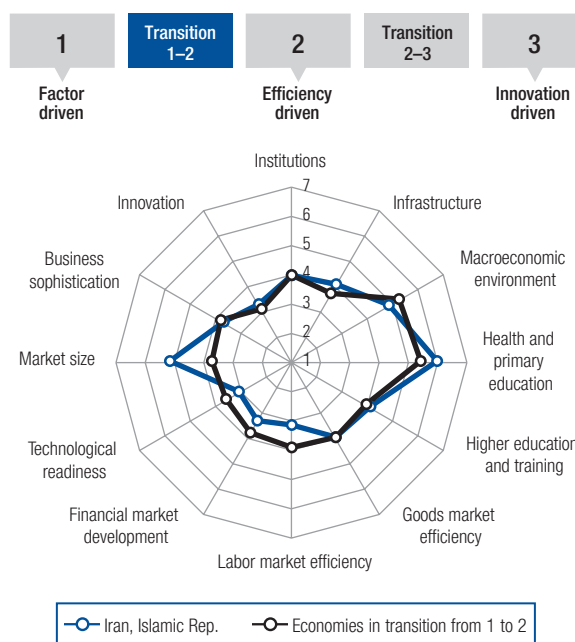 1
Transition
1–2
2
Transition
2–3
3
Factor
driven
Efficiency
driven
Innovation
driven
Institutions
7
Innovation
Infrastructure
6
5
Business
sophistication
Macroeconomic
environment
4
3
2
Market size
1
Health and
primary
education
Technological
readiness
Higher education
and training
Financial market
development
Goods market
efficiency
Labor market efficiency
Iran, Islamic Rep.
Economies in transition from 1 to 2